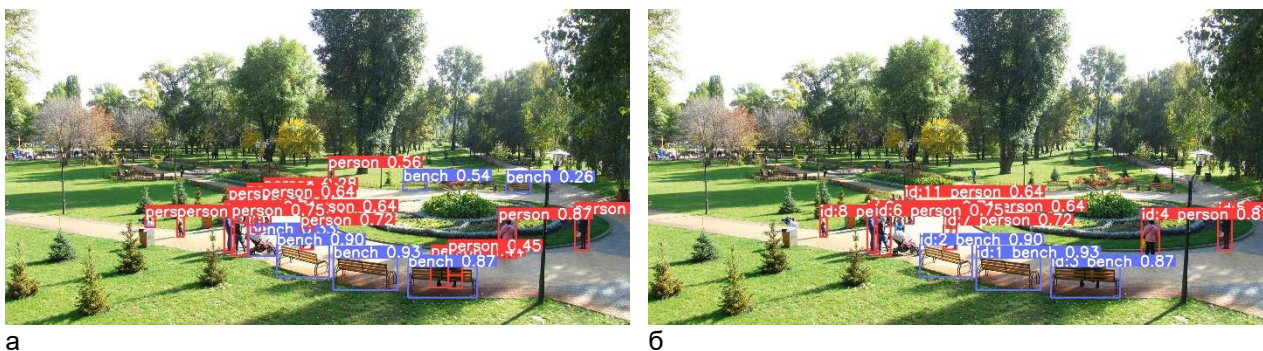 person 0.56
bench 0.54
bench 0.26
person 0.64
person 0.64
person 0.75
person 0.72
person 0.87
person
bench 0.90
bench 0.93
person 0.45
bench 0.87
а
id:11 person 0.64
person 0.64
id:8
id:6 person 0.75
person 0.72
id:4 person 0.87
id:2 bench 0.90
id:1 bench 0.93
id:3 bench 0.87
б